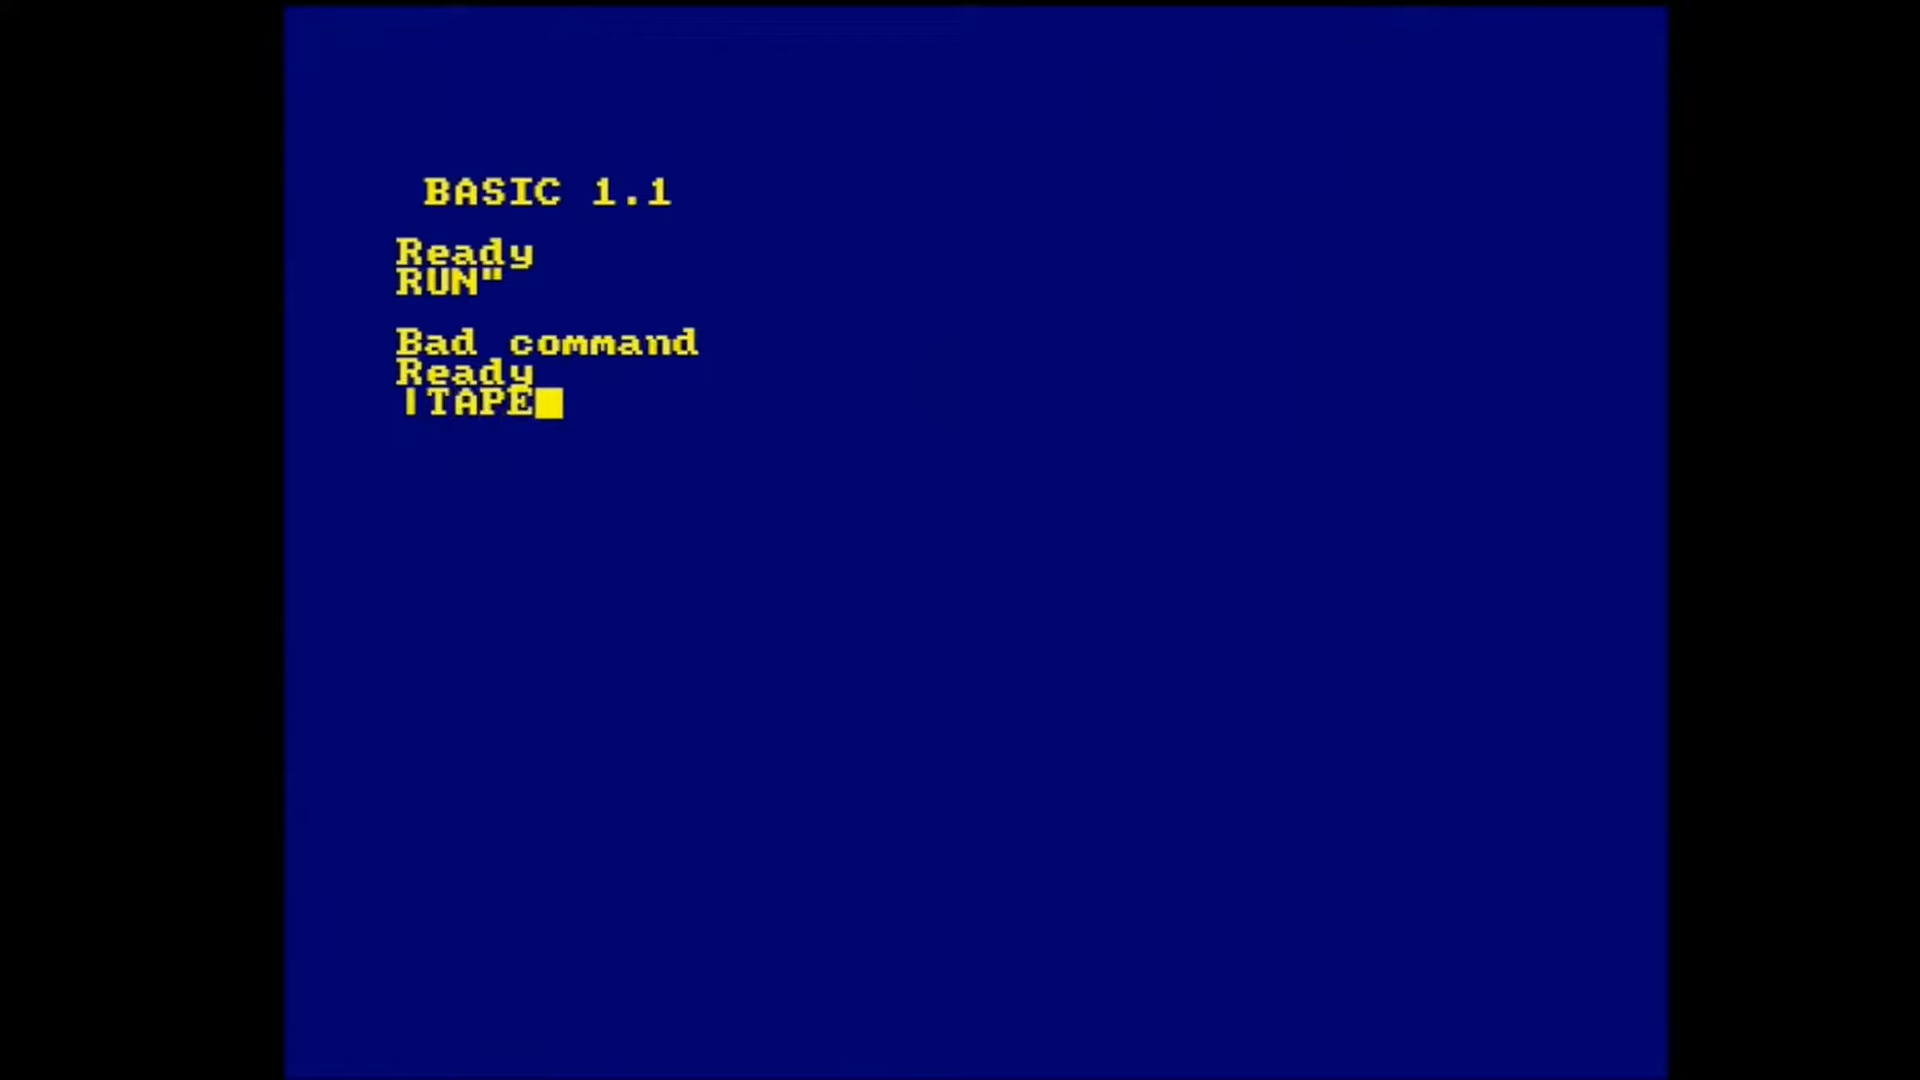 BASIC 1.1
Ready
RUN"
Bad command
Ready
|TAPE